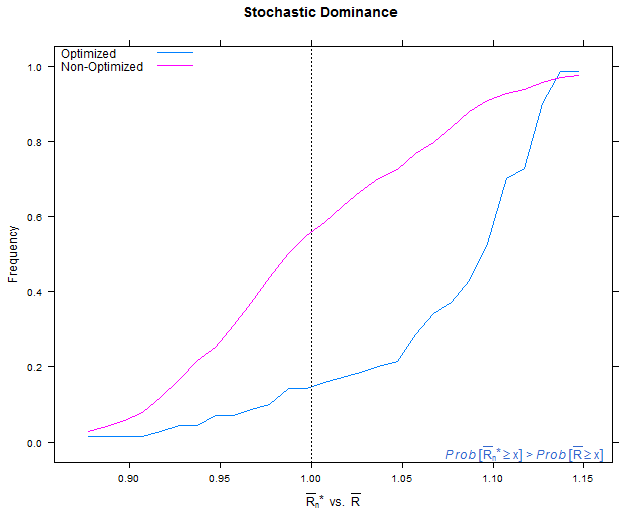 Stochastic Dominance
Optimized
Non-Optimized
1.0
0.8
0.6
0.4
0.2
0.0
Frequency
Prob [R̅ₙ* ≥ x] > Prob [R̅ ≥ x]
0.90 0.95 1.00 1.05 1.10 1.15
R̅ₙ* vs. R̅